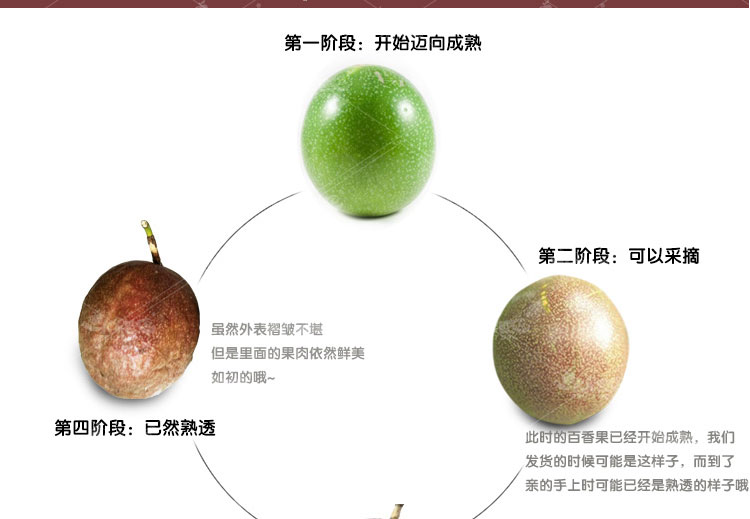 第一阶段：开始迈向成熟
第二阶段：可以采摘
虽然外表褶皱不堪
但是里面的果肉依然鲜美
如初的哦~
第四阶段：已然熟透
此时的百香果已经开始成熟，我们
发货的时候可能是这样子，而到了
亲的手上时可能已经是熟透的样子哦